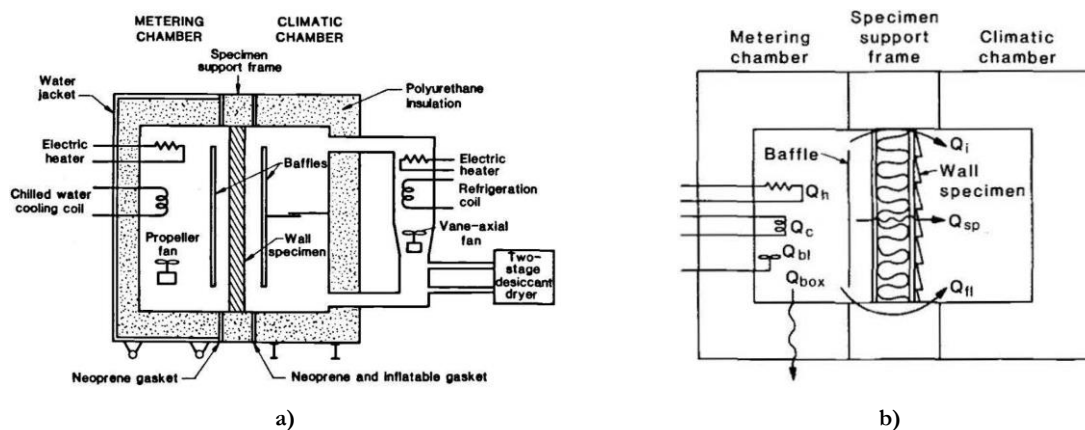 METERING
CHAMBER
CLIMATIC
CHAMBER
Specimen
support frame
Water
jacket
Polyurethane
insulation
Electric
heater
Baffles
Electric
heater
Chilled water
cooling coil
Refrigeration
coil
Propeller
fan
Wall
specimen
Vane-axial
fan
Two-
stage
desiccant
dryer
Neoprene gasket
Neoprene and inflatable gasket
a)
Metering
chamber
Specimen
support
frame
Climatic
chamber
Baffle
Qi
Wall
specimen
Qh
Qsp
Qc
Qbl
Qbox
Qfl
b)